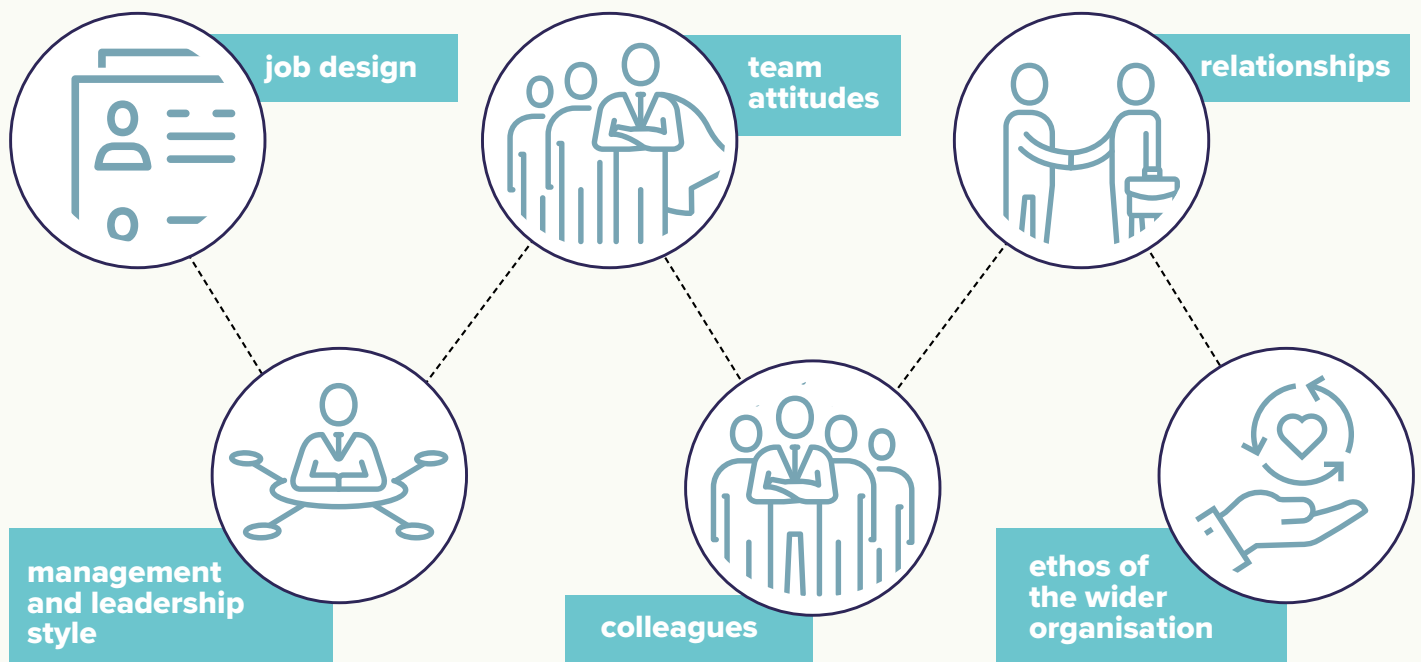 job design
team
attitudes
relationships
management
and leadership
style
colleagues
ethos of
the wider
organisation